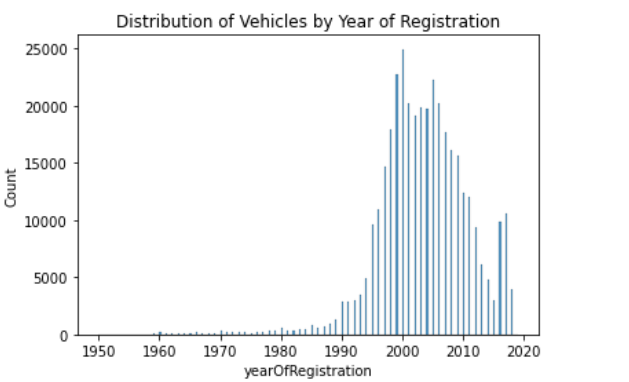 Distribution of Vehicles by Year of Registration
25000
20000
15000
10000
5000
0
Count
1950 1960 1970 1980 1990 2000 2010 2020
yearOfRegistration